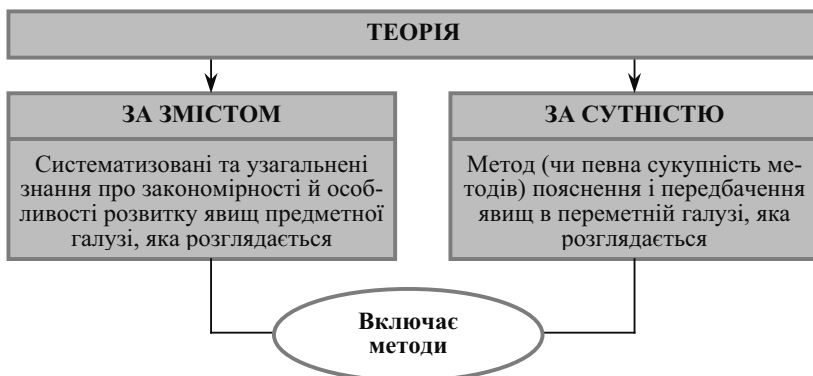 ТЕОРІЯ
ЗА ЗМІСТОМ
Систематизовані та узагальнені
знання про закономірності й особ-
ливості розвитку явищ предметної
галузі, яка розглядається
ЗА СУТНІСТЮ
Метод (чи певна сукупність ме-
тодів) пояснення і передбачення
явищ в переметній галузі, яка
розглядається
Включає
методи